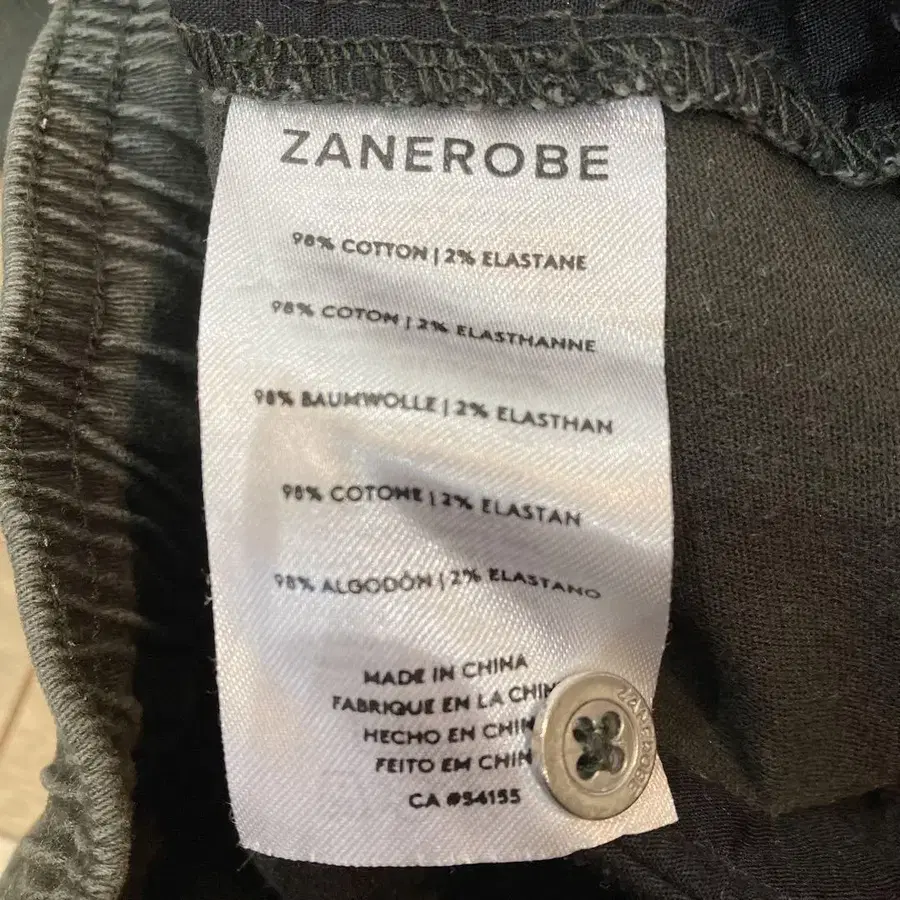 ZANEROBE
98% COTTON | 2% ELASTANE
98% COTON | 2% ELASTHANNE
98% BAUMWOLLE | 2% ELASTHAN
98% COTONE | 2% ELASTAN
98% ALGODÓN | 2% ELASTANO
MADE IN CHINA
FABRIQUE EN LA CHIN
HECHO EN CHIN
FEITO EM CHIN
CA #54155
ZANEROBE